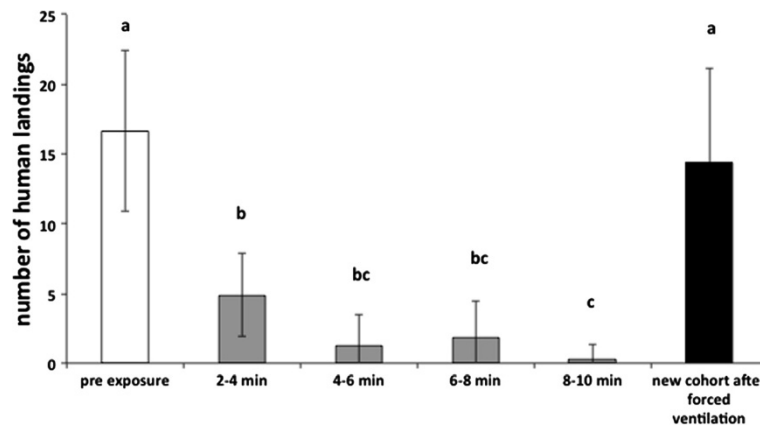 number of human landings
25
20
15
10
5
0
a
b
bc
bc
c
a
pre exposure
2-4 min
4-6 min
6-8 min
8-10 min
new cohort after
forced
ventilation